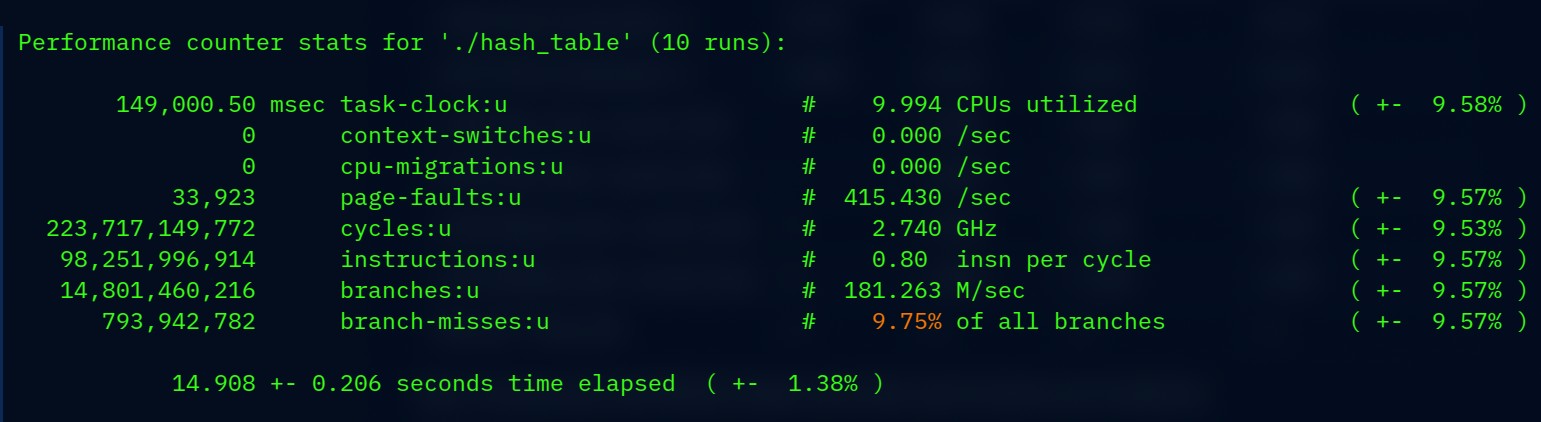 Performance counter stats for './hash_table' (10 runs):
149,000.50 msec task-clock:u # 9.994 CPUs utilized ( +- 9.58% )
0 context-switches:u # 0.000 /sec
0 cpu-migrations:u # 0.000 /sec
33,923 page-faults:u # 415.430 /sec ( +- 9.57% )
223,717,149,772 cycles:u # 2.740 GHz ( +- 9.53% )
98,251,996,914 instructions:u # 0.80 insn per cycle ( +- 9.57% )
14,801,460,216 branches:u # 181.263 M/sec ( +- 9.57% )
793,942,782 branch-misses:u # 9.75% of all branches ( +- 9.57% )
14.908 +- 0.206 seconds time elapsed ( +- 1.38% )